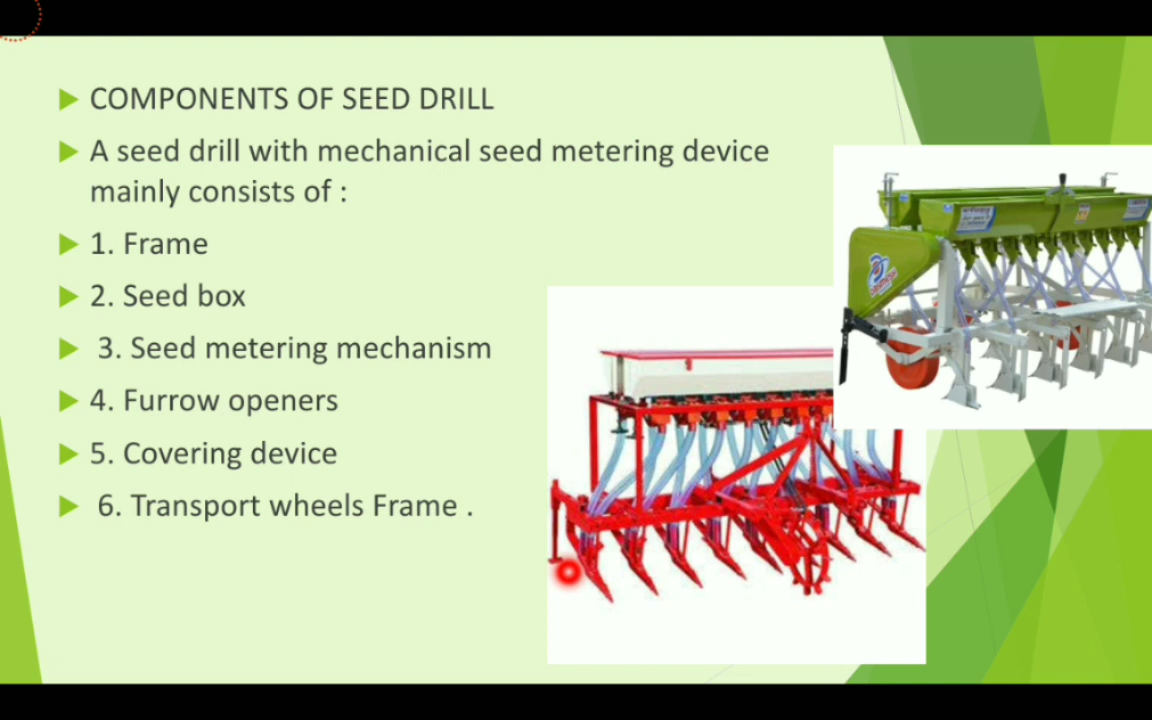 COMPONENTS OF SEED DRILL
A seed drill with mechanical seed metering device
mainly consists of :
1. Frame
2. Seed box
3. Seed metering mechanism
4. Furrow openers
5. Covering device
6. Transport wheels Frame .